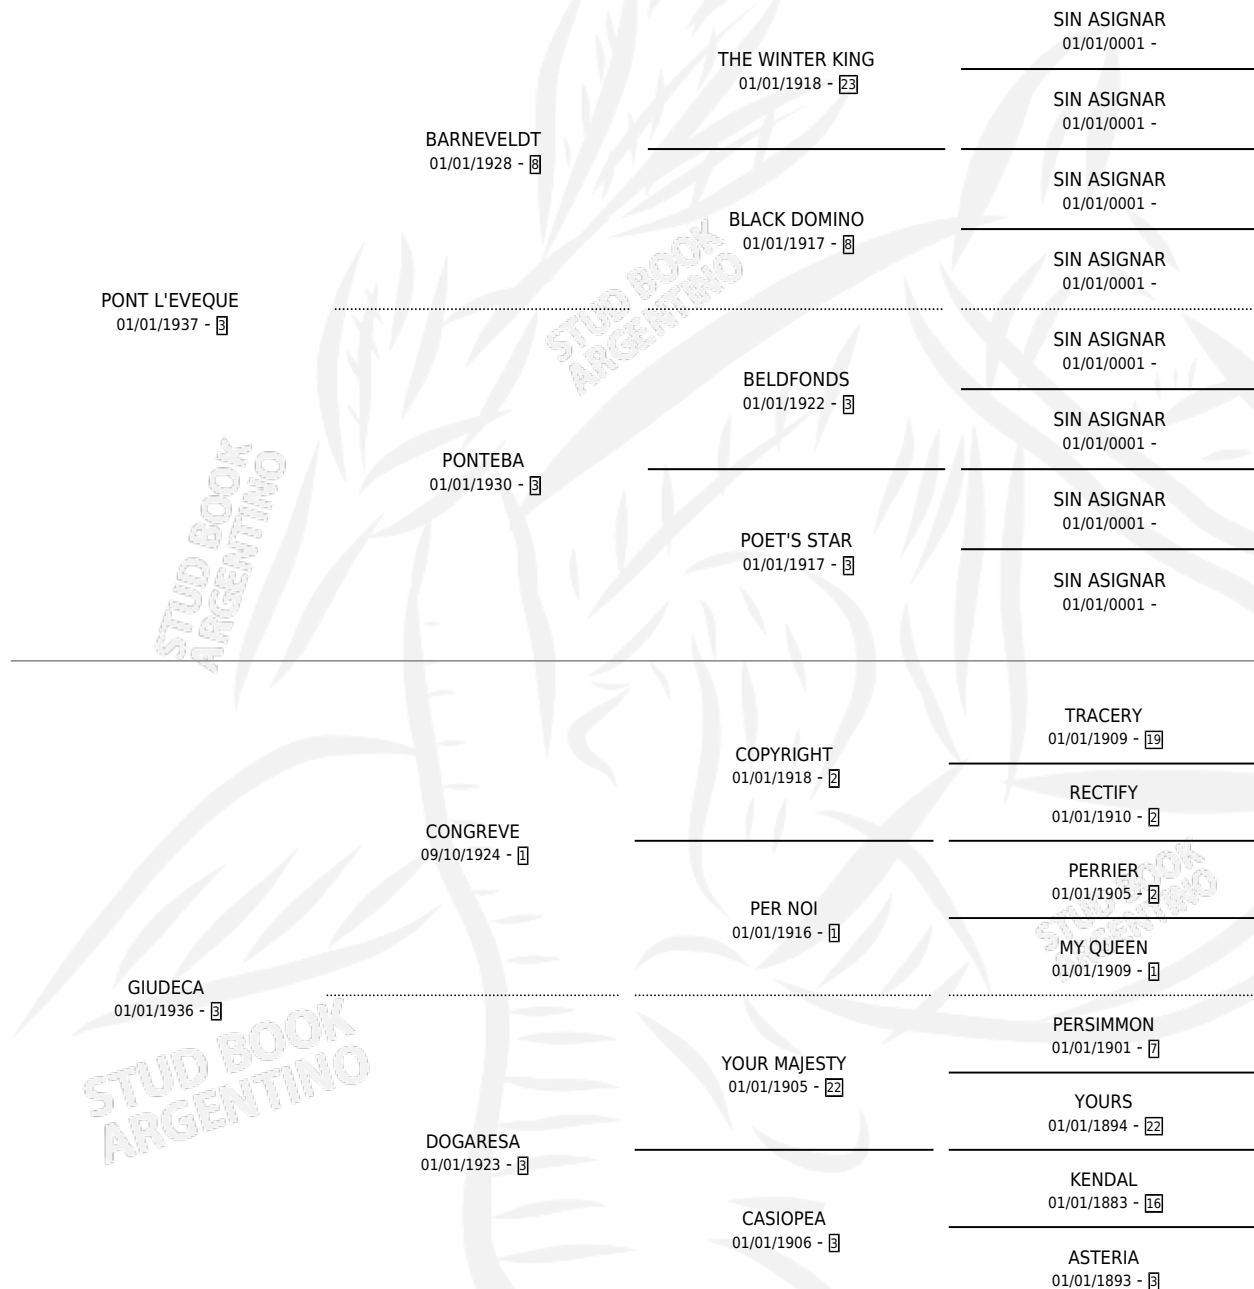 SIN ASIGNAR
01/01/0001 -
THE WINTER KING
01/01/1918 - 23
SIN ASIGNAR
01/01/0001 -
BARNEVELDT
01/01/1928 - 8
SIN ASIGNAR
01/01/0001 -
BLACK DOMINO
01/01/1917 - 8
SIN ASIGNAR
01/01/0001 -
PONT L'EVEQUE
01/01/1937 - 3
STUD BOOK
ARGENTINO
SIN ASIGNAR
01/01/0001 -
BELDFONDS
01/01/1922 - 3
SIN ASIGNAR
01/01/0001 -
PONTEBA
01/01/1930 - 3
SIN ASIGNAR
01/01/0001 -
POET'S STAR
01/01/1917 - 3
SIN ASIGNAR
01/01/0001 -
STUD BOOK
ARGENTINO
TRACERY
01/01/1909 - 19
COPYRIGHT
01/01/1918 - 2
RECTIFY
01/01/1910 - 2
CONGREVE
09/10/1924 - 1
PERRIER
01/01/1905 - 2
PER NOI
01/01/1916 - 1
STUD BOOK
ARGENTINO
MY QUEEN
01/01/1909 - 1
GIUDECA
01/01/1936 - 3
STUD BOOK
ARGENTINO
PERSIMMON
01/01/1901 - 7
YOUR MAJESTY
01/01/1905 - 22
YOURS
01/01/1894 - 22
DOGARESA
01/01/1923 - 3
KENDAL
01/01/1883 - 16
CASIOPEA
01/01/1906 - 3
ASTERIA
01/01/1893 - 3